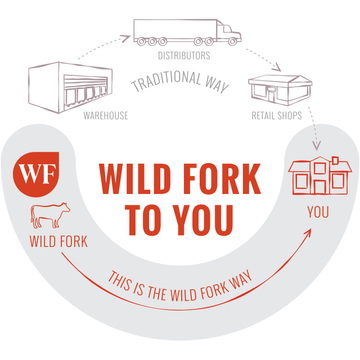 DISTRIBUTORS
TRADITIONAL WAY
WAREHOUSE
RETAIL SHOPS
WF
WILD FORK
TO YOU
WILD FORK
YOU
THIS IS THE WILD FORK WAY